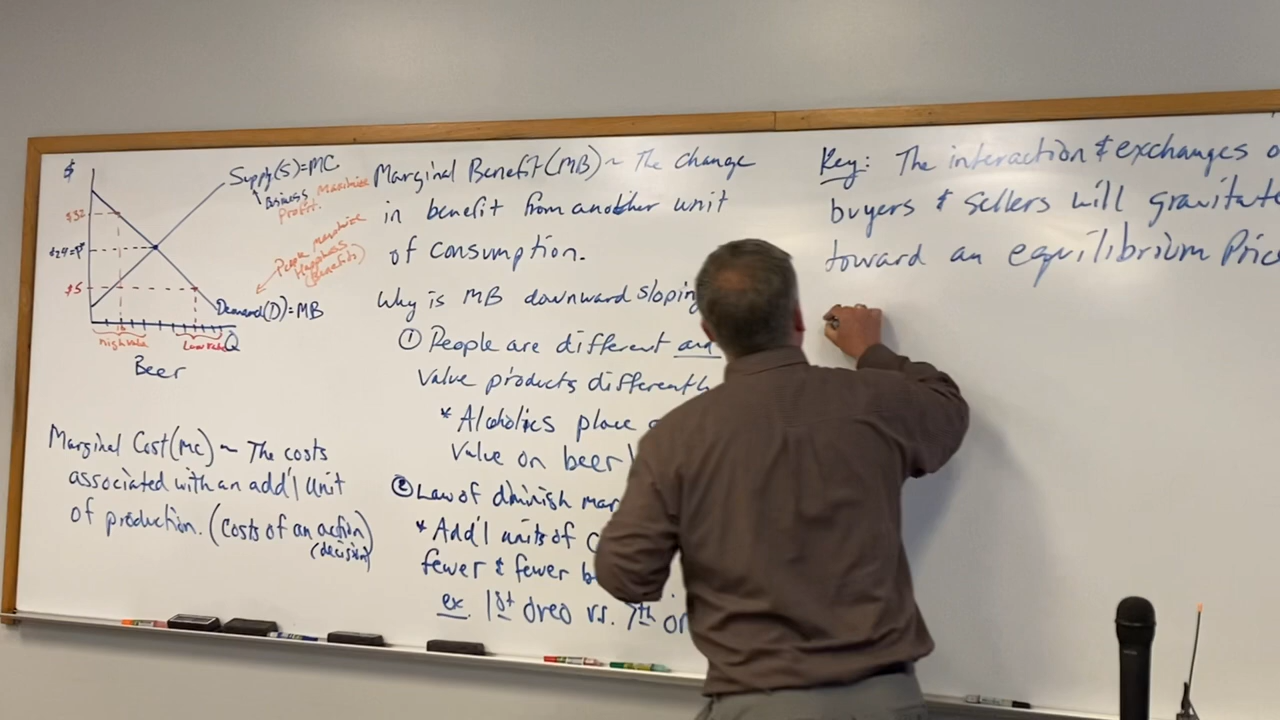 $
Supply(S)=MC
Business Maximize
Profit.
$32
$24=P*
People maximize
Happiness
(Benefits)
$5
Demand(D)=MB
High value
Low value
Q
Beer
Marginal Cost(MC)~ The costs
associated with an add'l unit
of production. (Costs of an action)
(decision)
Marginal Benefit(MB)~ The change
in benefit from another unit
of consumption.
Why is MB downward sloping
① People are different and
value products different
* Alcoholics place
value on beer
② Law of diminish mar
* Add'l units of C
fewer & fewer b
ex. 1st oreo vs. 7th or
Key: The interaction & exchanges o
buyers & sellers will gravitate
toward an equilibrium Pric